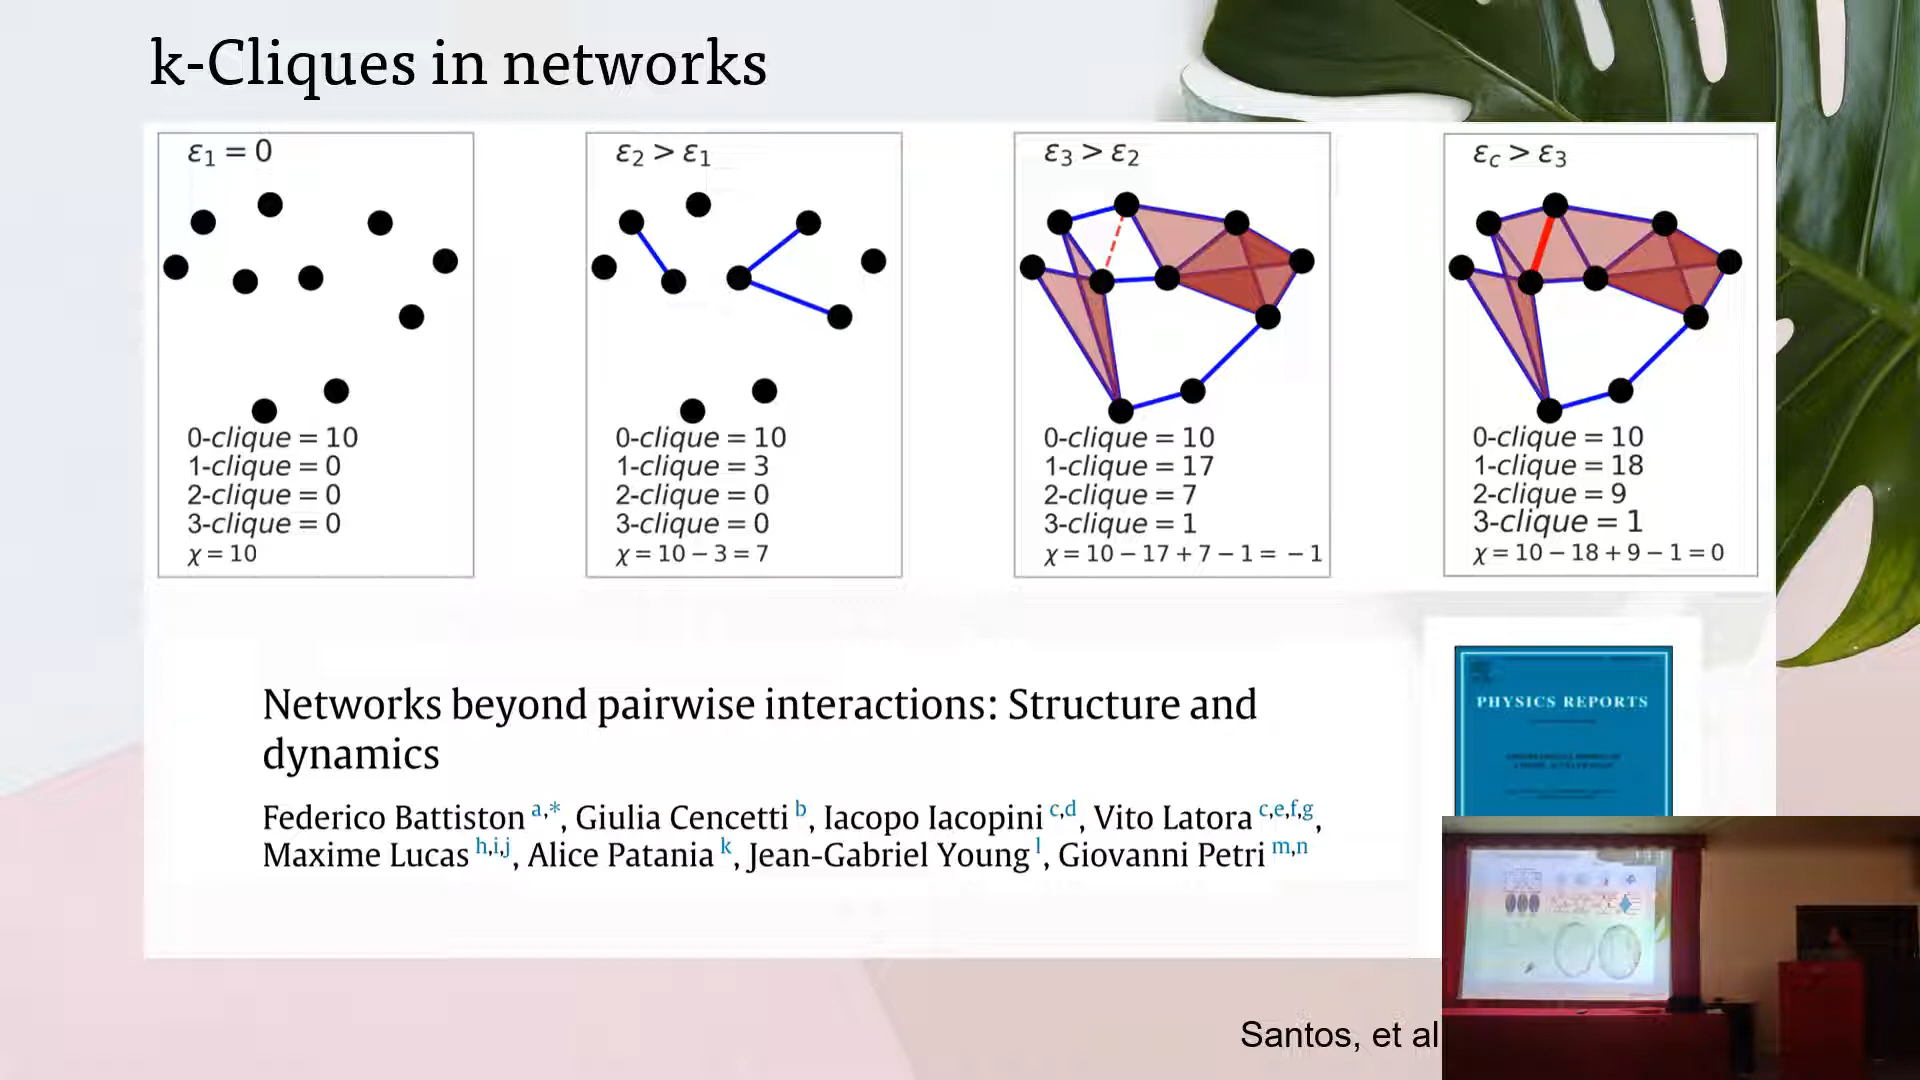 k-Cliques in networks
ε₁ = 0
0-clique = 10
1-clique = 0
2-clique = 0
3-clique = 0
χ = 10
ε₂ > ε₁
0-clique = 10
1-clique = 3
2-clique = 0
3-clique = 0
χ = 10 − 3 = 7
ε₃ > ε₂
0-clique = 10
1-clique = 17
2-clique = 7
3-clique = 1
χ = 10 − 17 + 7 − 1 = − 1
ε_c > ε₃
0-clique = 10
1-clique = 18
2-clique = 9
3-clique = 1
χ = 10 − 18 + 9 − 1 = 0
Networks beyond pairwise interactions: Structure and
dynamics
Federico Battiston a,*, Giulia Cencetti b, Iacopo Iacopini c,d, Vito Latora c,e,f,g,
Maxime Lucas h,i,j, Alice Patania k, Jean-Gabriel Young l, Giovanni Petri m,n
PHYSICS REPORTS
Santos, et al